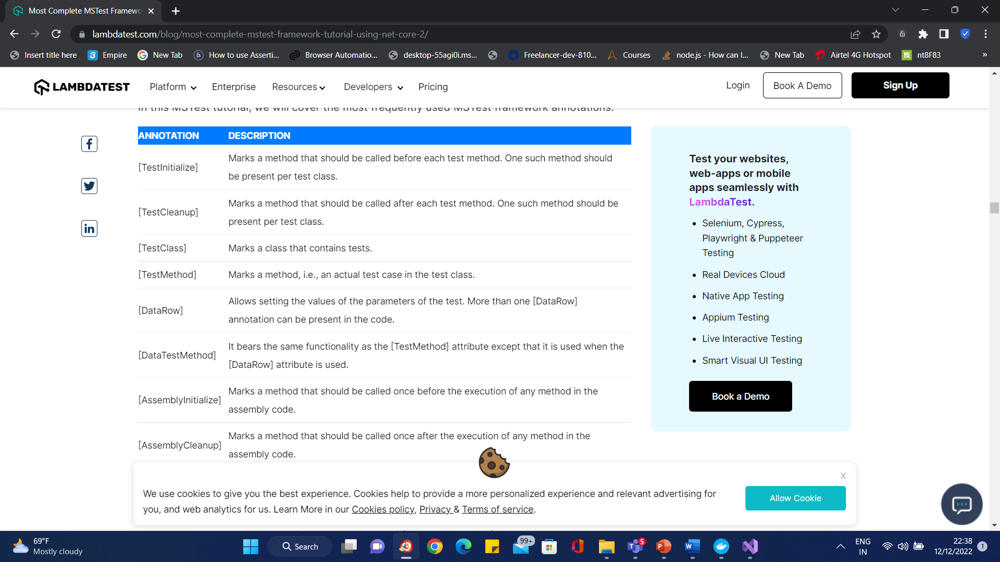 Most Complete MSTest Framewo
lambdatest.com/blog/most-complete-mstest-framework-tutorial-using-net-core-2/
Insert title here
Empire
New Tab
How to use Asserti...
Browser Automatio...
desktop-55agi0i.ms...
Freelancer-dev-810...
Courses
node.js - How can I...
New Tab
Airtel 4G Hotspot
nt8F83
»
LAMBDATEST
Platform
Enterprise
Resources
Developers
Pricing
Login
Book A Demo
Sign Up
In this MSTest tutorial, we will cover the most frequently used MSTest framework annotations.
ANNOTATION DESCRIPTION
[TestInitialize]
Marks a method that should be called before each test method. One such method should
be present per test class.
[TestCleanup]
Marks a method that should be called after each test method. One such method should be
present per test class.
[TestClass] Marks a class that contains tests.
[TestMethod] Marks a method, i.e., an actual test case in the test class.
[DataRow]
Allows setting the values of the parameters of the test. More than one [DataRow]
annotation can be present in the code.
[DataTestMethod]
It bears the same functionality as the [TestMethod] attribute except that it is used when the
[DataRow] attribute is used.
[AssemblyInitialize]
Marks a method that should be called once before the execution of any method in the
assembly code.
[AssemblyCleanup]
Marks a method that should be called once after the execution of any method in the
assembly code.
Test your websites,
web-apps or mobile
apps seamlessly with
LambdaTest.
• Selenium, Cypress,
Playwright & Puppeteer
Testing
• Real Devices Cloud
• Native App Testing
• Appium Testing
• Live Interactive Testing
• Smart Visual UI Testing
Book a Demo
X
We use cookies to give you the best experience. Cookies help to provide a more personalized experience and relevant advertising for
you, and web analytics for us. Learn More in our Cookies policy, Privacy & Terms of service.
Allow Cookie
69°F
Mostly cloudy
Search
99+
5
ENG
IN
22:38
12/12/2022
1